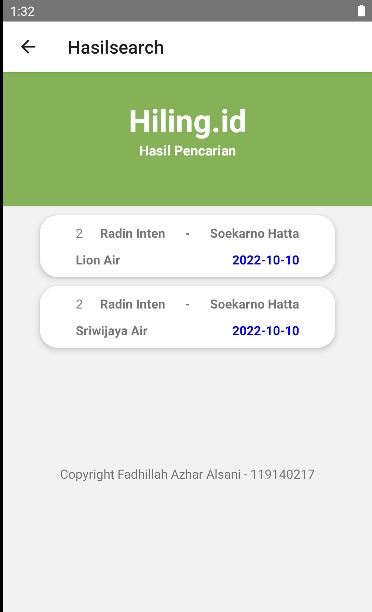 1:32
Hasilsearch
Hiling.id
Hasil Pencarian
2 Radin Inten - Soekarno Hatta
Lion Air 2022-10-10
2 Radin Inten - Soekarno Hatta
Sriwijaya Air 2022-10-10
Copyright Fadhillah Azhar Alsani - 119140217